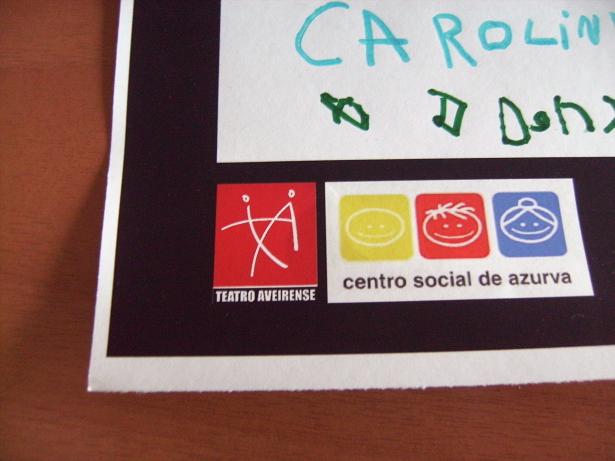 CAROLIN
TEATRO AVEIRENSE
centro social de azurva